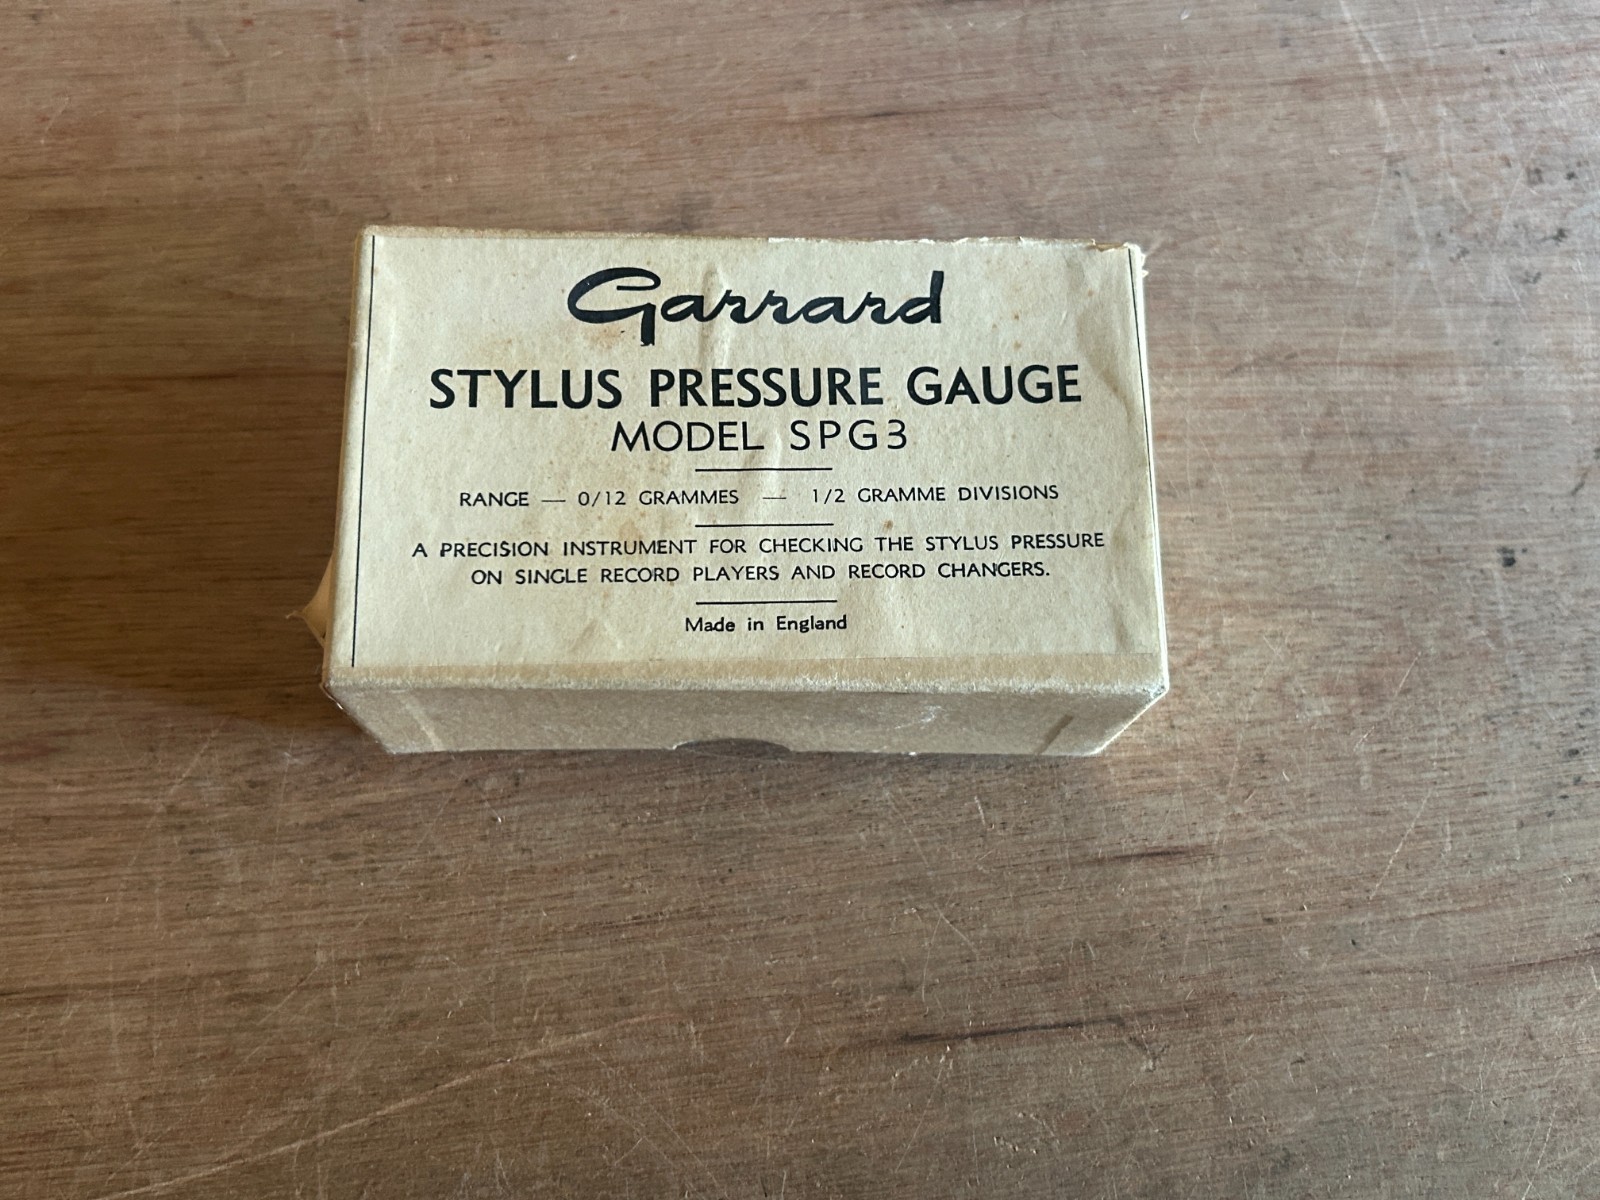 Garrard
STYLUS PRESSURE GAUGE
MODEL SPG3
RANGE — 0/12 GRAMMES — 1/2 GRAMME DIVISIONS
A PRECISION INSTRUMENT FOR CHECKING THE STYLUS PRESSURE
ON SINGLE RECORD PLAYERS AND RECORD CHANGERS.
Made in England